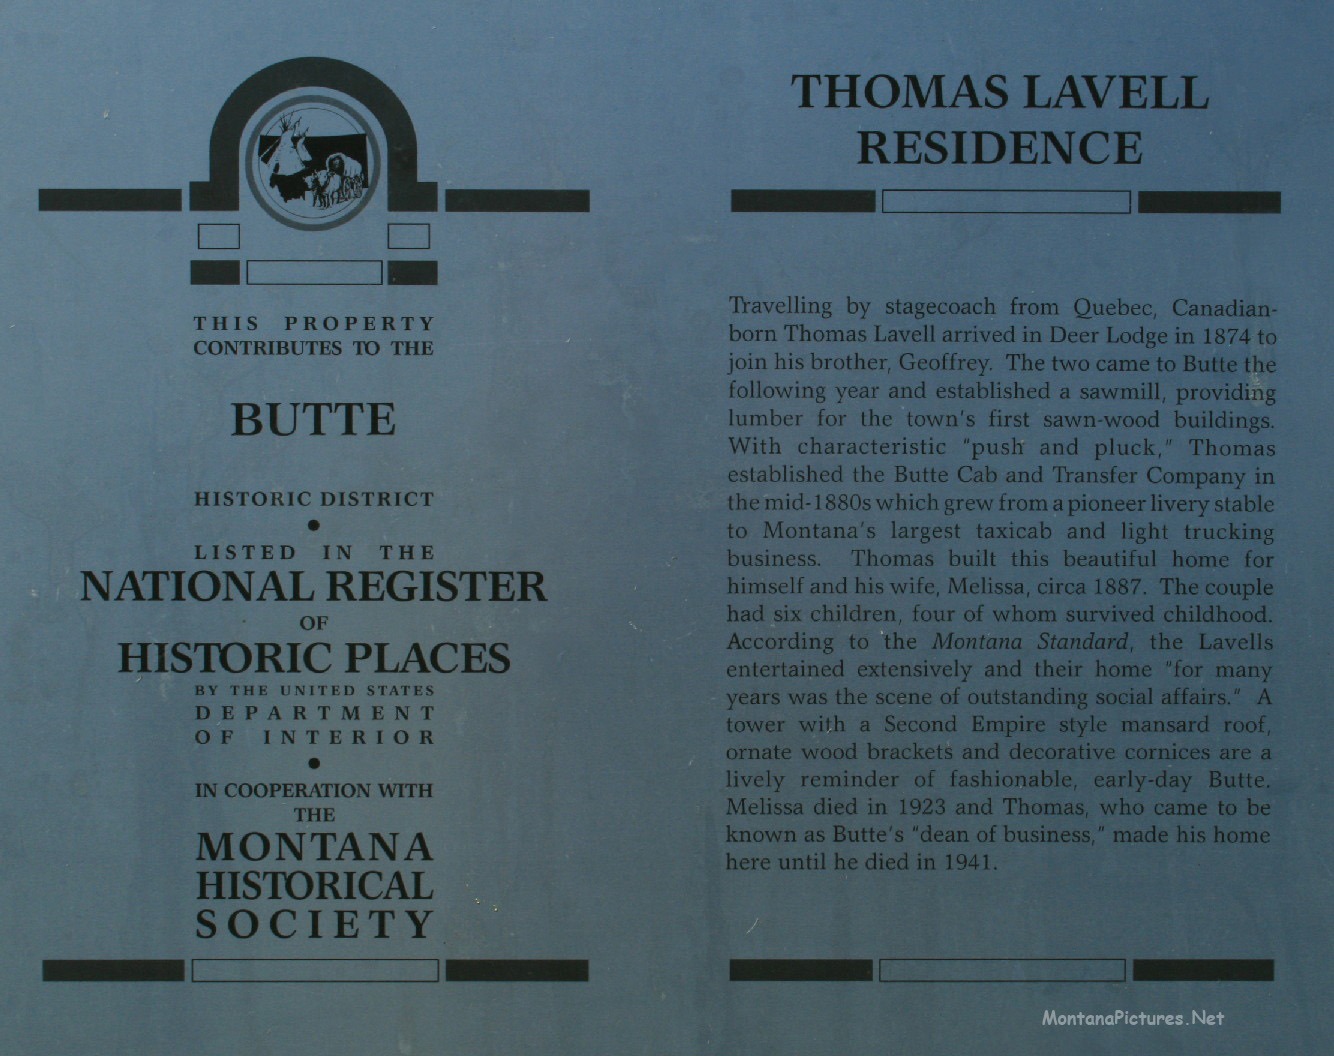 THIS PROPERTY
CONTRIBUTES TO THE
BUTTE
HISTORIC DISTRICT
•
LISTED IN THE
NATIONAL REGISTER
OF
HISTORIC PLACES
BY THE UNITED STATES
DEPARTMENT
OF INTERIOR
•
IN COOPERATION WITH
THE
MONTANA
HISTORICAL
SOCIETY
THOMAS LAVELL
RESIDENCE
Travelling by stagecoach from Quebec, Canadian-
born Thomas Lavell arrived in Deer Lodge in 1874 to
join his brother, Geoffrey. The two came to Butte the
following year and established a sawmill, providing
lumber for the town's first sawn-wood buildings.
With characteristic "push and pluck," Thomas
established the Butte Cab and Transfer Company in
the mid-1880s which grew from a pioneer livery stable
to Montana's largest taxicab and light trucking
business. Thomas built this beautiful home for
himself and his wife, Melissa, circa 1887. The couple
had six children, four of whom survived childhood.
According to the Montana Standard, the Lavells
entertained extensively and their home "for many
years was the scene of outstanding social affairs." A
tower with a Second Empire style mansard roof,
ornate wood brackets and decorative cornices are a
lively reminder of fashionable, early-day Butte.
Melissa died in 1923 and Thomas, who came to be
known as Butte's "dean of business," made his home
here until he died in 1941.
MontanaPictures.Net